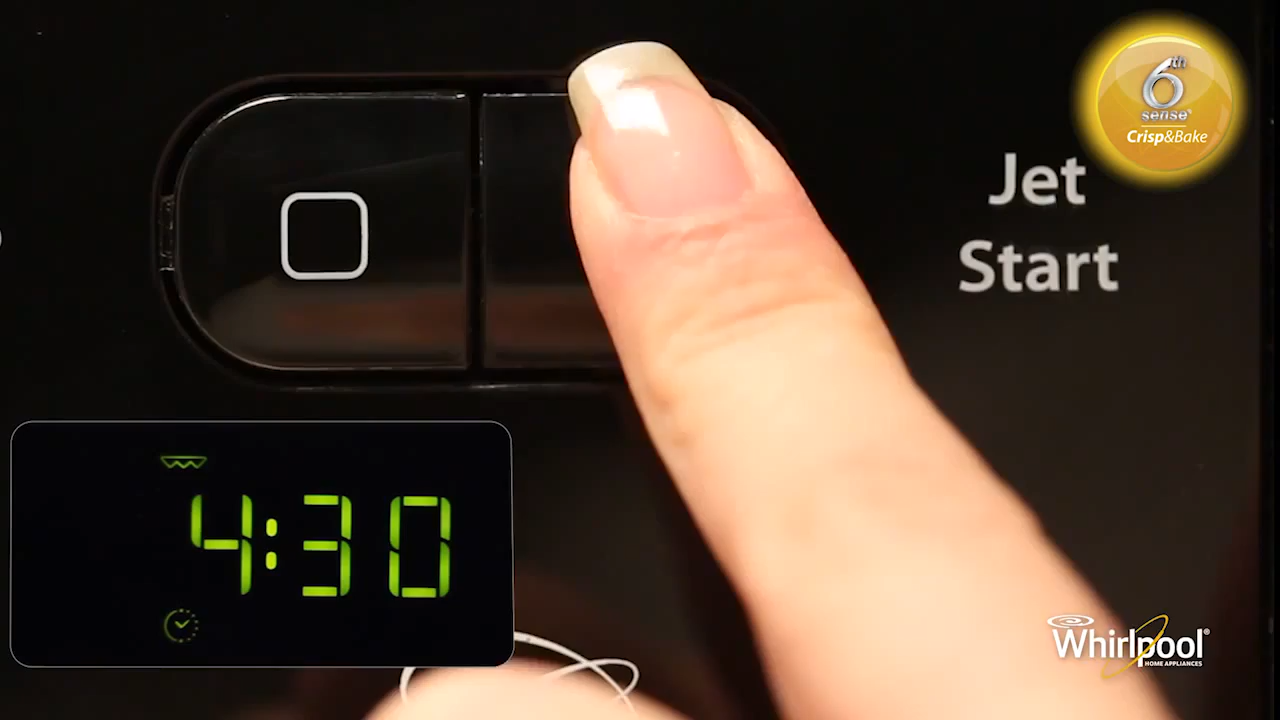 6th
sense®
Crisp&Bake
Jet
Start
4:30
Whirlpool®
HOME APPLIANCES